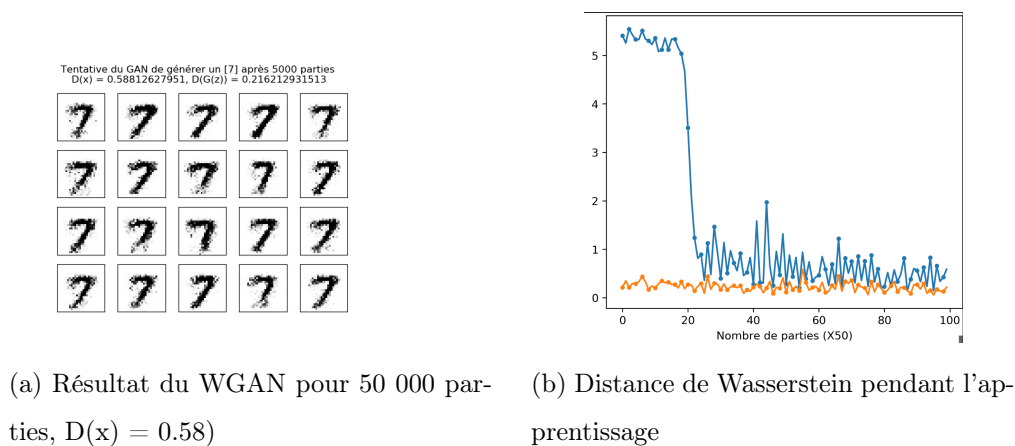 Tentative du GAN de générer un [7] après 5000 parties
D(x) = 0.58812627951, D(G(z)) = 0.216212931513
5
4
3
2
1
0
0 20 40 60 80 100
Nombre de parties (X50)
(a) Résultat du WGAN pour 50 000 par-
ties, D(x) = 0.58)
(b) Distance de Wasserstein pendant l'ap-
prentissage